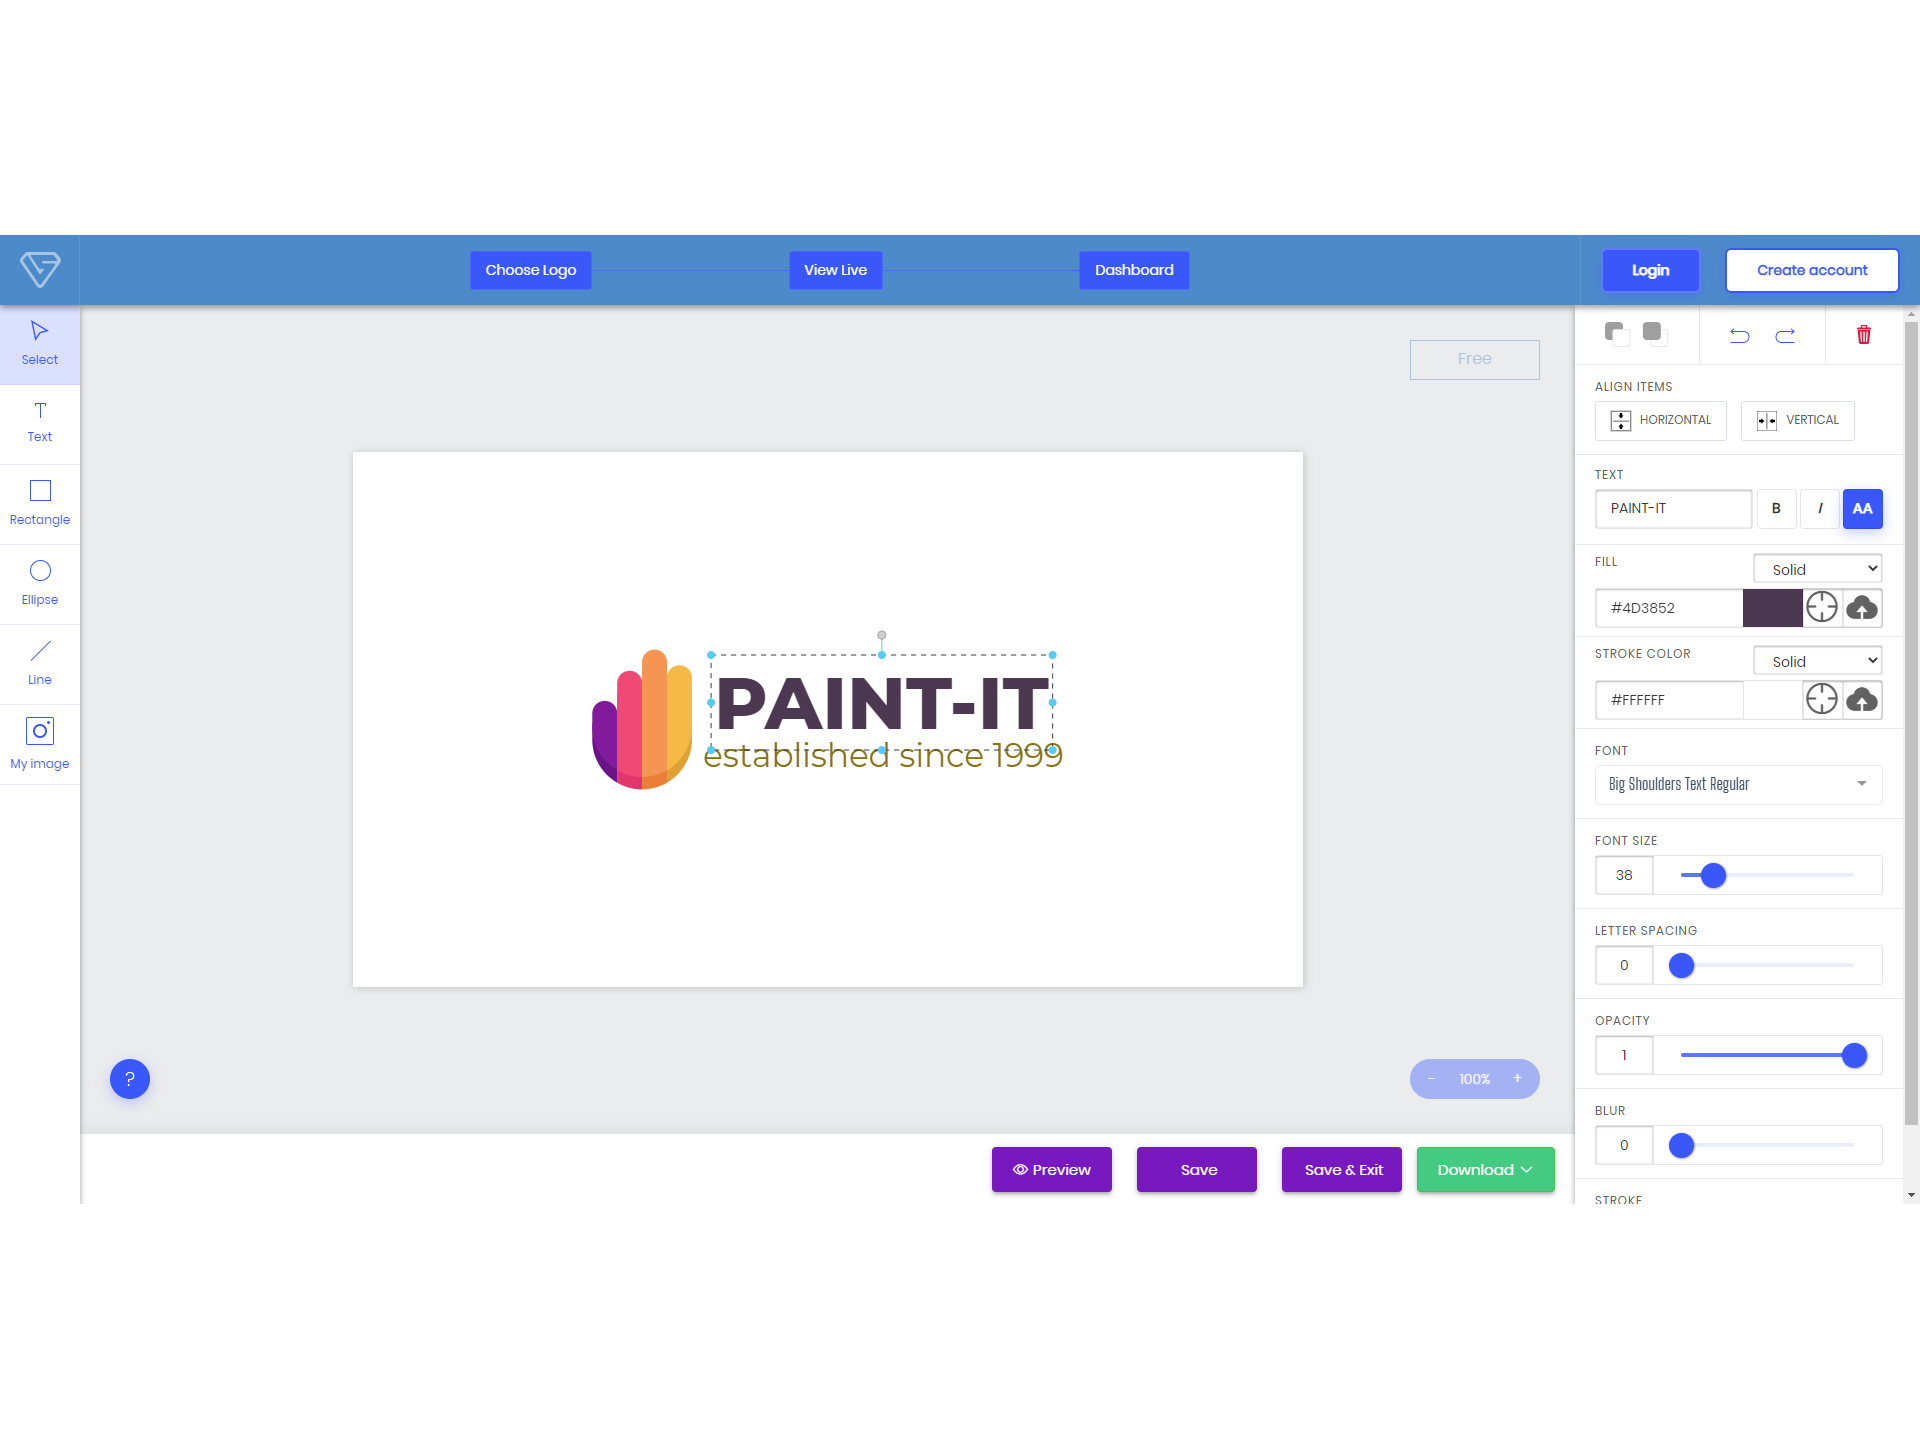 Choose Logo
View Live
Dashboard
Login
Create account
Select
Text
Rectangle
Ellipse
Line
My image
Free
PAINT-IT
established since 1999
?
- 100% +
Preview
Save
Save & Exit
Download
ALIGN ITEMS
HORIZONTAL
VERTICAL
TEXT
PAINT-IT
B
I
AA
FILL
Solid
#4D3852
STROKE COLOR
Solid
#FFFFFF
FONT
Big Shoulders Text Regular
FONT SIZE
38
LETTER SPACING
0
OPACITY
1
BLUR
0
STROKE